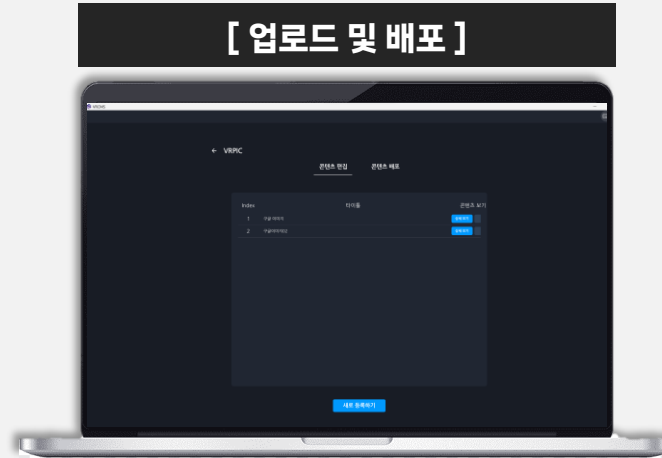 [ 업로드 및 배포 ]
← VRPIC
콘텐츠 편집 콘텐츠 배포
Index 타이틀 콘텐츠 보기
1
2
새로 등록하기